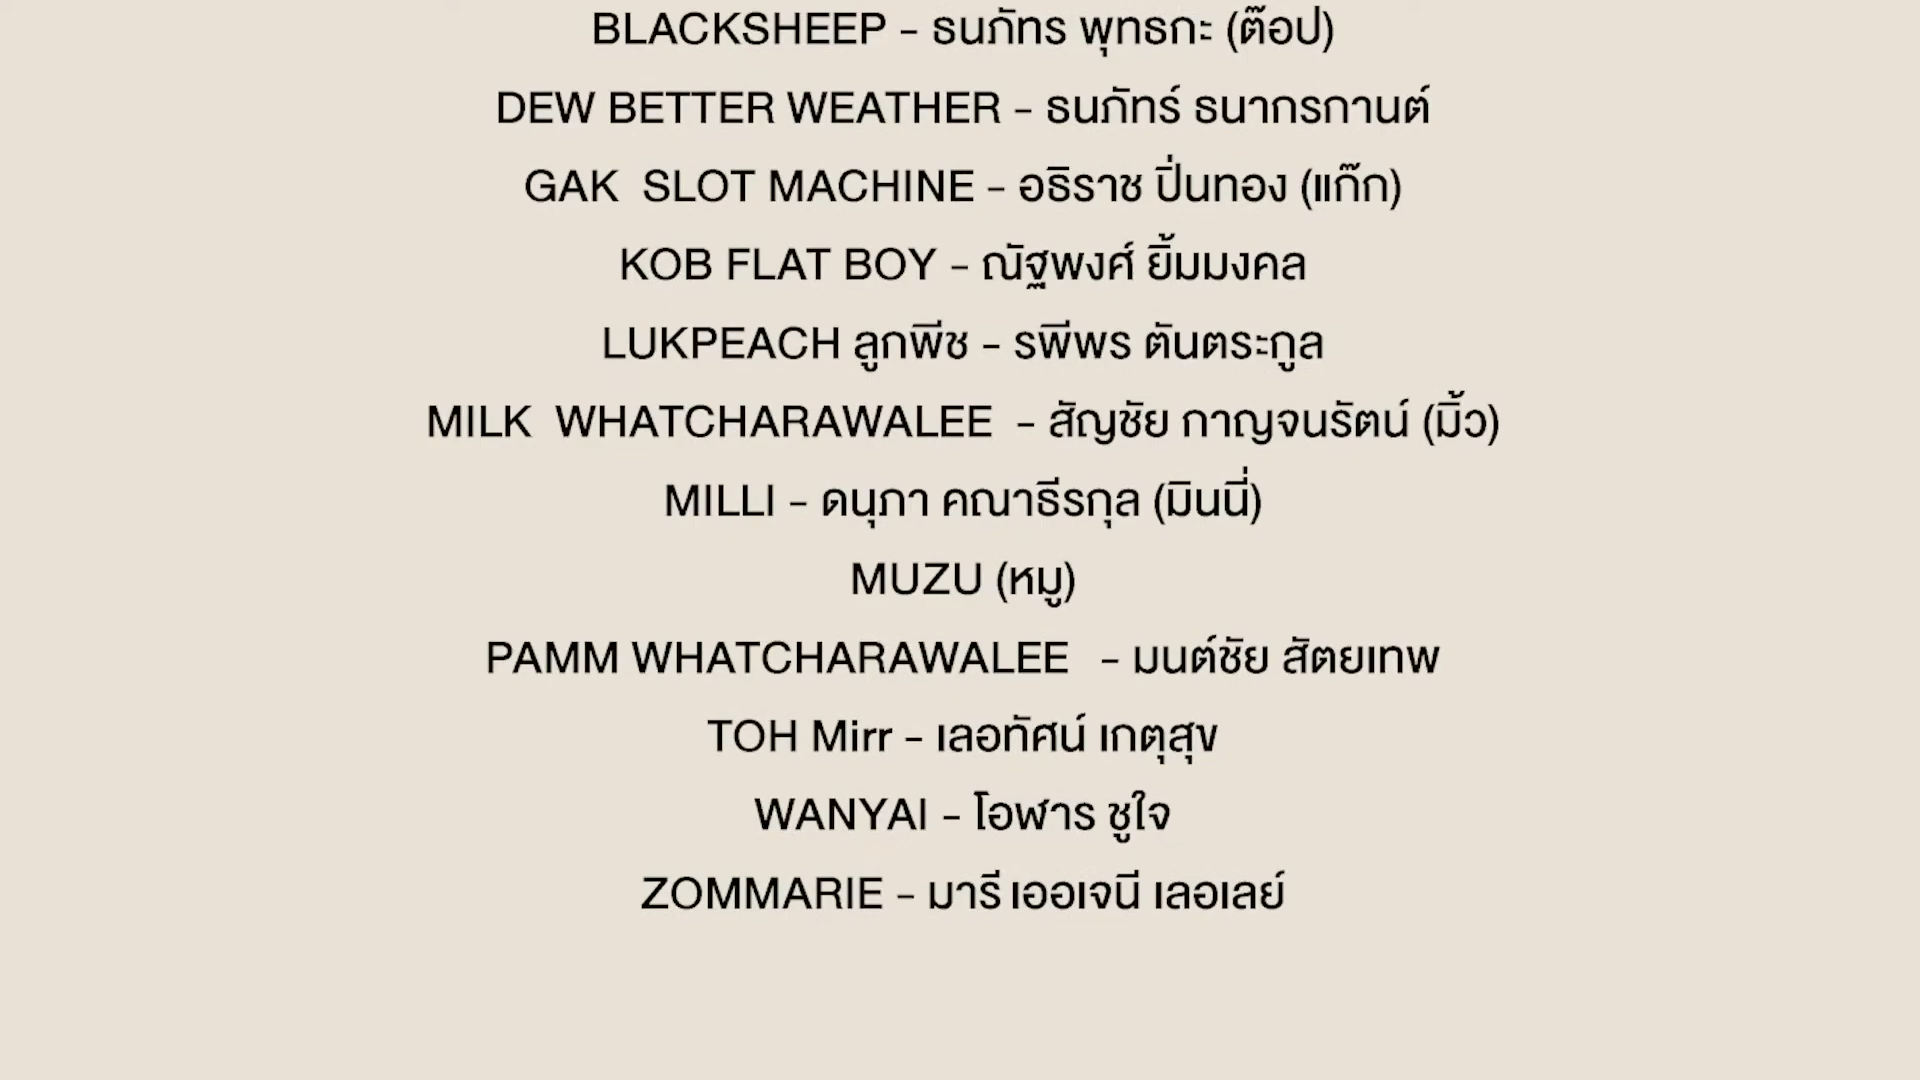 BLACKSHEEP – ธนภัทร พุทธกะ (ต๊อป)
DEW BETTER WEATHER – ธนภัทร์ ธนากรกานต์
GAK  SLOT MACHINE – อธิราช ปิ่นทอง (แก๊ก)
KOB FLAT BOY – ณัฐพงศ์ ยิ้มมงคล
LUKPEACH ลูกพีช – รพีพร ตันตระกูล
MILK  WHATCHARAWALEE  – สัญชัย กาญจนรัตน์ (มิ้ว)
MILLI – ดนุภา คณาธีรกุล (มินนี่)
MUZU (หมู)
PAMM WHATCHARAWALEE   – มนต์ชัย สัตยเทพ
TOH Mirr – เลอทัศน์ เกตุสุข
WANYAI – โอฬาร ชูใจ
ZOMMARIE – มารี เออเจนี เลอเลย์